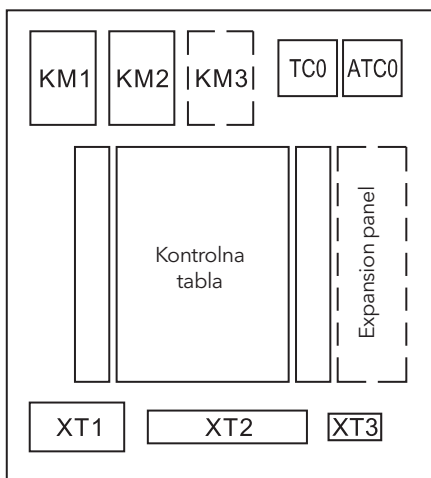 KM1 KM2 KM3 TC0 ATC0
Kontrolna
tabla
Expansion panel
XT1 XT2 XT3